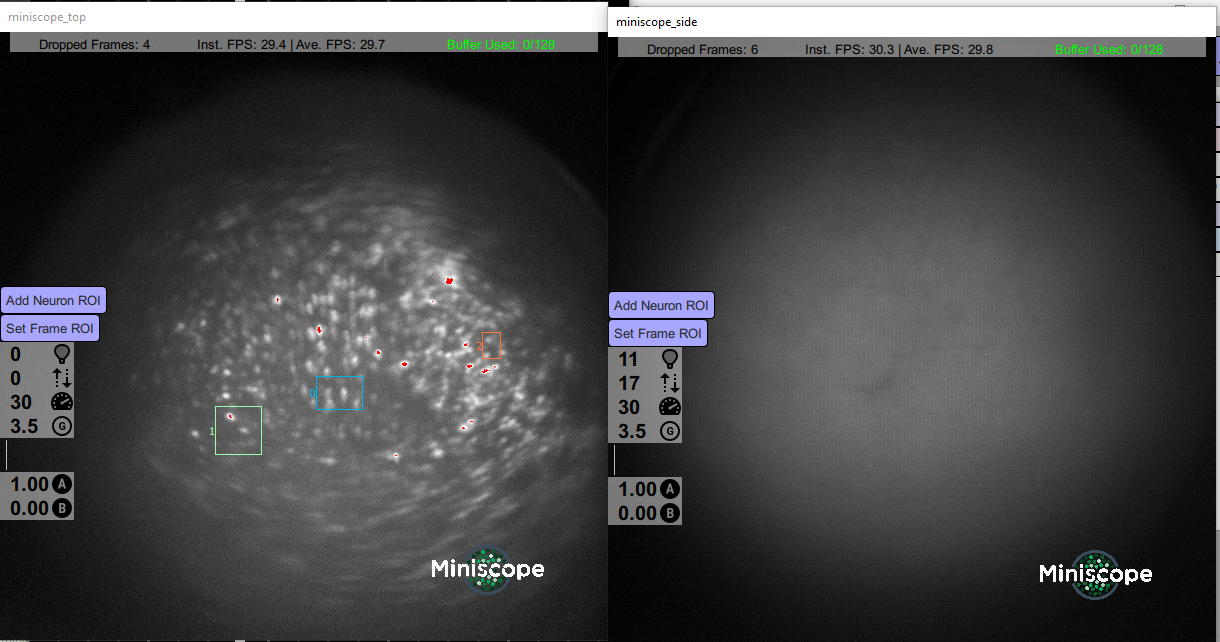 miniscope_top
Dropped Frames: 4 Inst. FPS: 29.4 | Ave. FPS: 29.7 Buffer Used: 0/128
Add Neuron ROI
Set Frame ROI
0
0
30
3.5 G
1.00 A
0.00 B
0
1
2
Miniscope
miniscope_side
Dropped Frames: 6 Inst. FPS: 30.3 | Ave. FPS: 29.8 Buffer Used: 0/128
Add Neuron ROI
Set Frame ROI
11
17
30
3.5 G
1.00 A
0.00 B
Miniscope